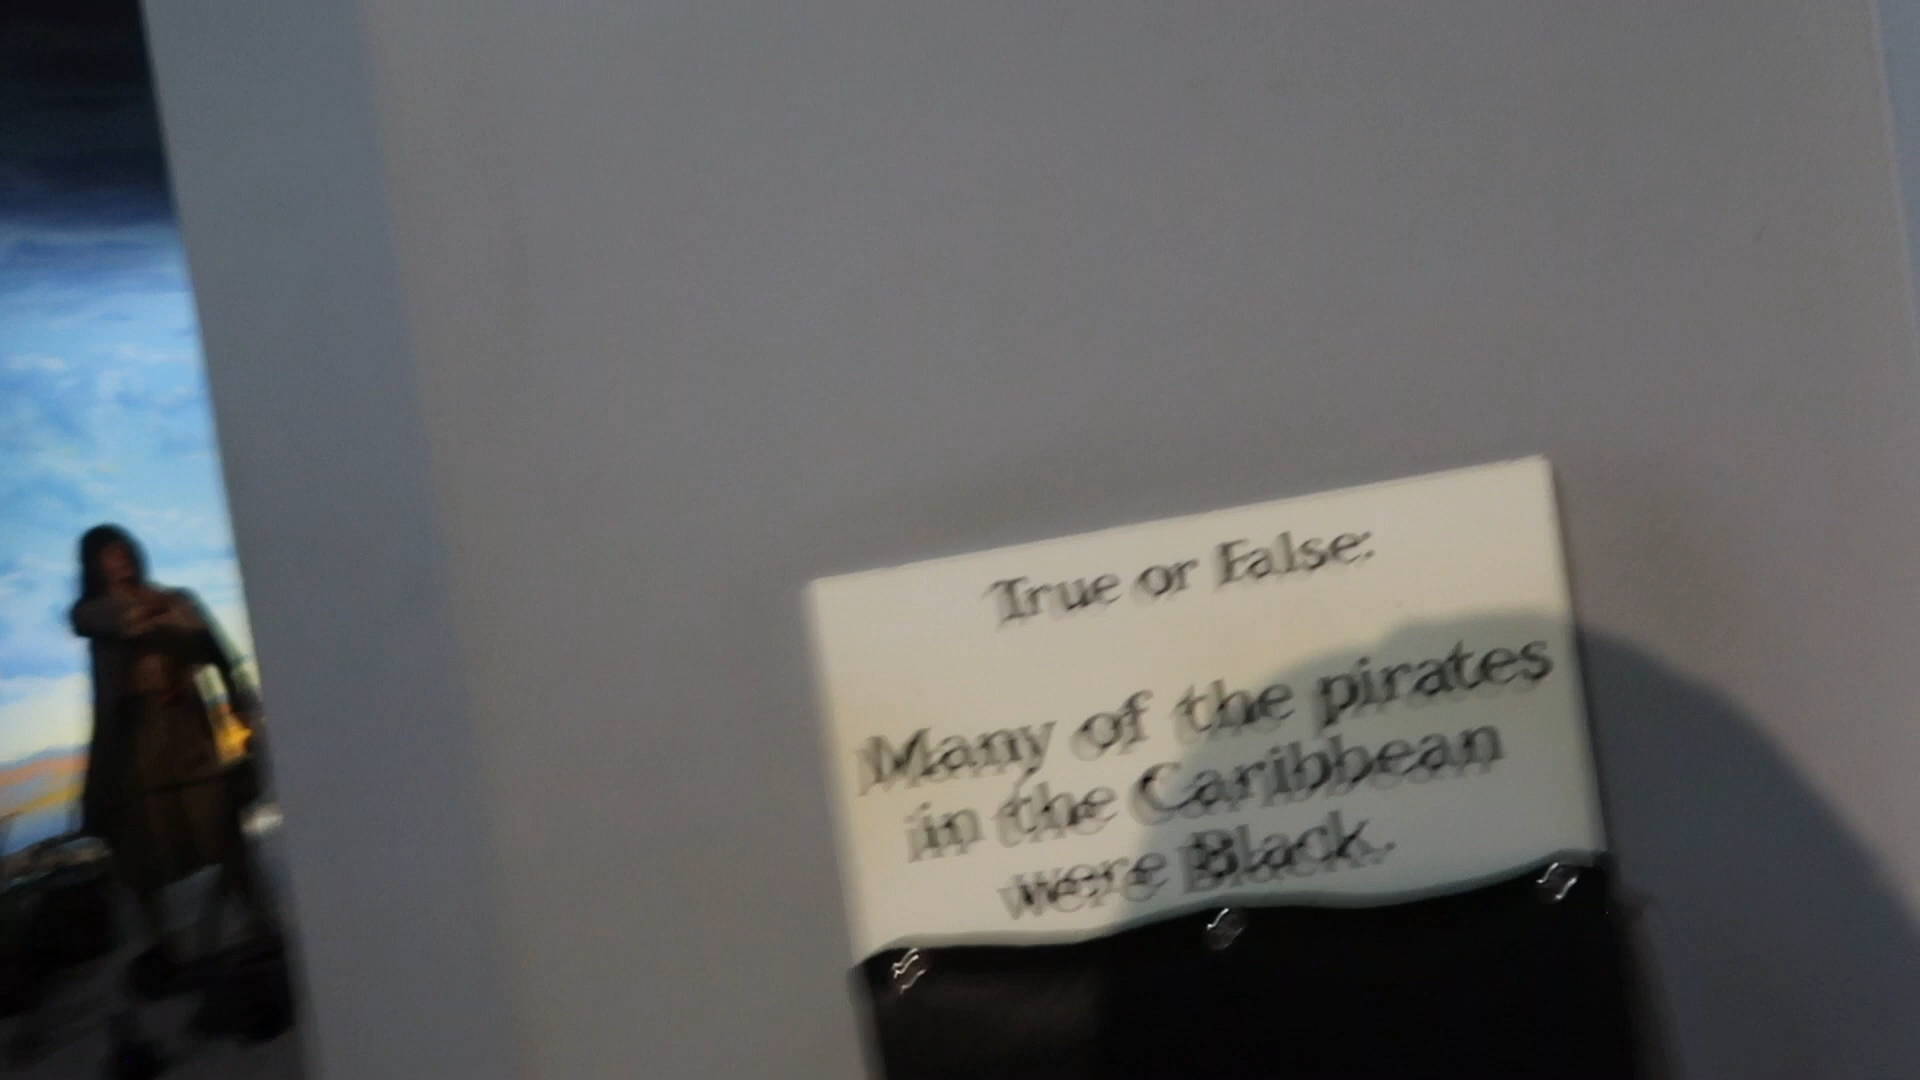 True or False:
Many of the pirates
in the Caribbean
were Black.